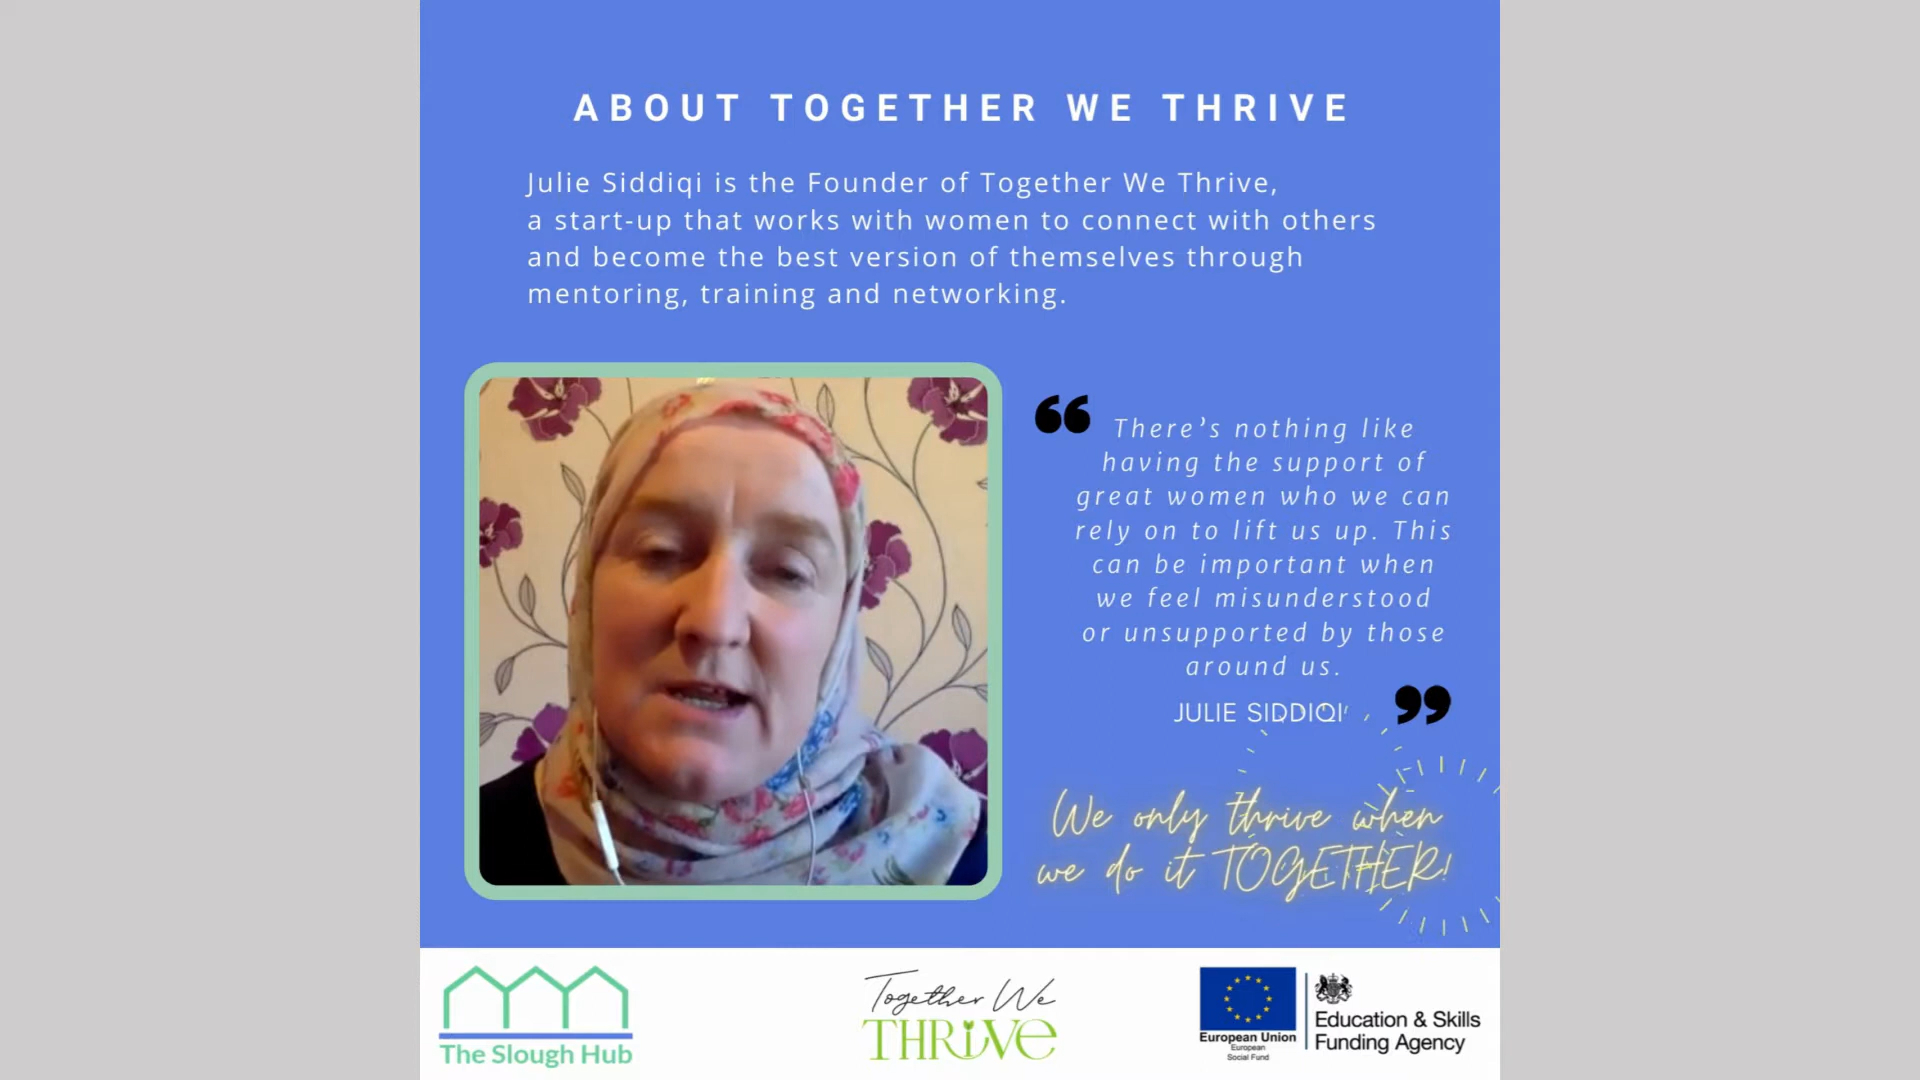 ABOUT TOGETHER WE THRIVE
Julie Siddiqi is the Founder of Together We Thrive,
a start-up that works with women to connect with others
and become the best version of themselves through
mentoring, training and networking.
“ There’s nothing like
having the support of
great women who we can
rely on to lift us up. This
can be important when
we feel misunderstood
or unsupported by those
around us.
JULIE SIDDIQI ”
We only thrive when
we do it TOGETHER!
The Slough Hub
Together We
THRiVe
European Union
European
Social Fund
Education & Skills
Funding Agency